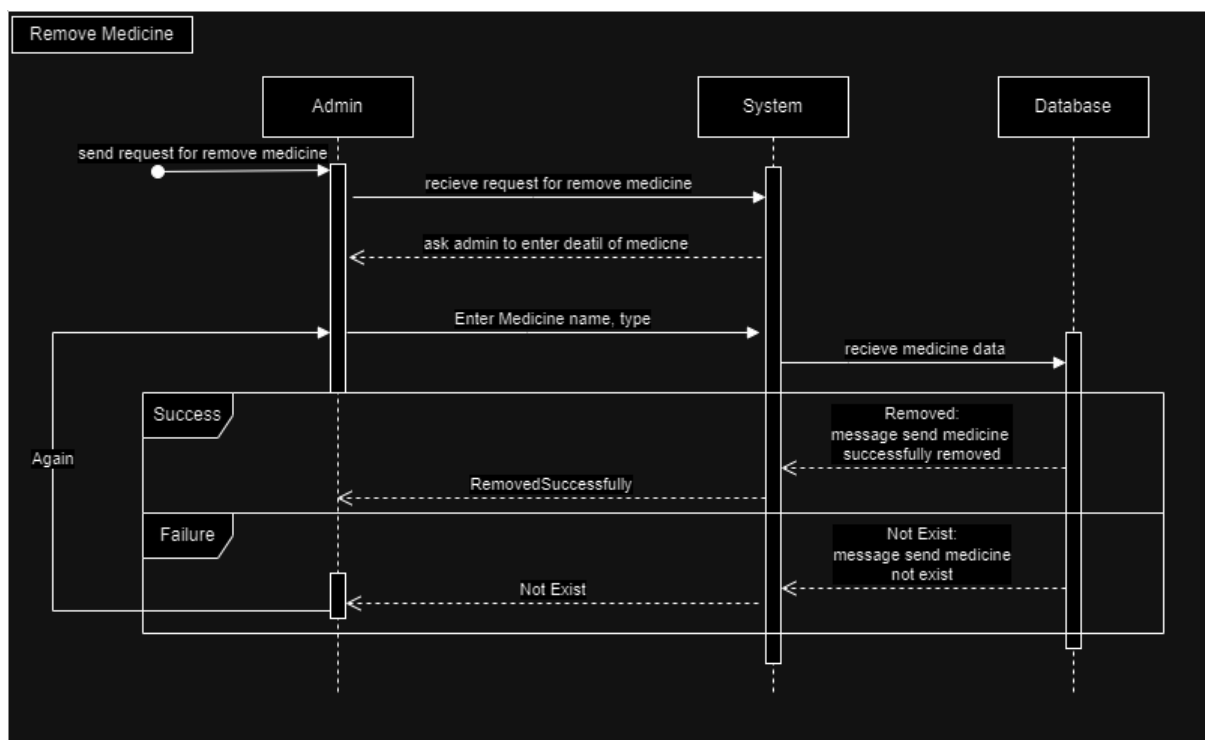 Remove Medicine
Admin
System
Database
send request for remove medicine
recieve request for remove medicine
ask admin to enter deatil of medicne
Enter Medicine name, type
recieve medicine data
Success
Removed:
message send medicine
successfully removed
Again
RemovedSuccessfully
Failure
Not Exist:
message send medicine
not exist
Not Exist